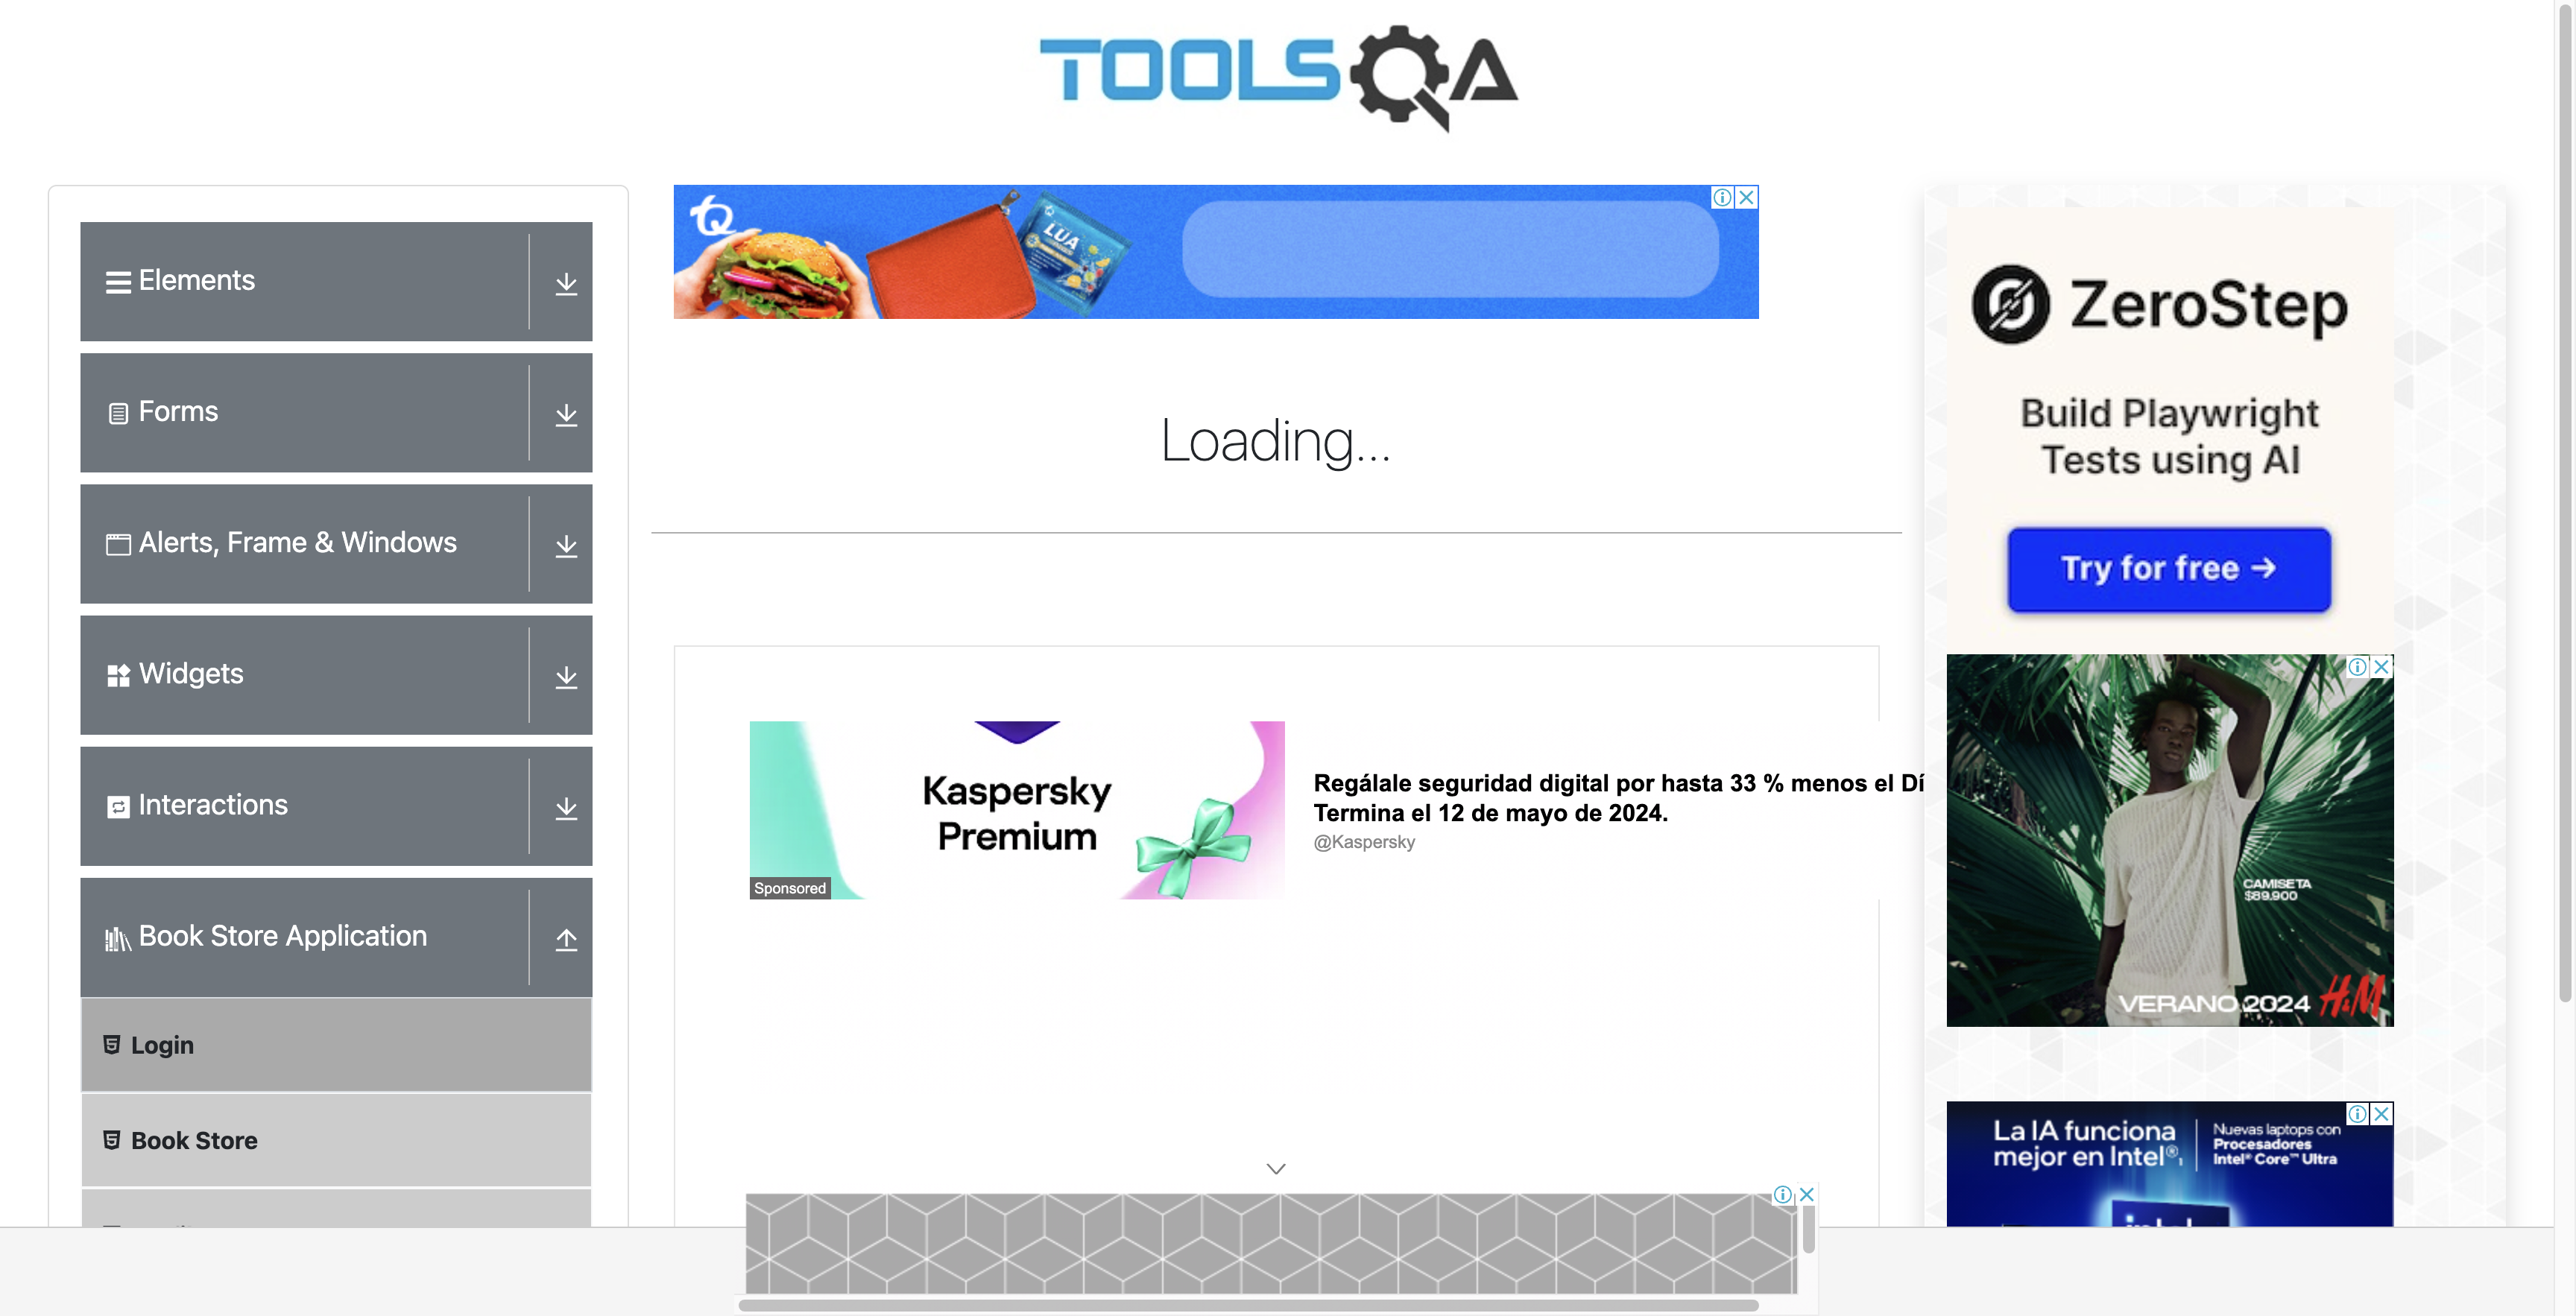 TOOLSQA
Elements
Forms
Alerts, Frame & Windows
Widgets
Interactions
Book Store Application
Login
Book Store
LUA
Loading...
Kaspersky
Premium
Sponsored
Regálale seguridad digital por hasta 33 % menos el Dí
Termina el 12 de mayo de 2024.
@Kaspersky
ZeroStep
Build Playwright
Tests using AI
Try for free →
CAMISETA
$89.900
VERANO 2024 H&M
La IA funciona
mejor en Intel®,
Nuevas laptops con
Procesadores
Intel® Core™ Ultra
intel